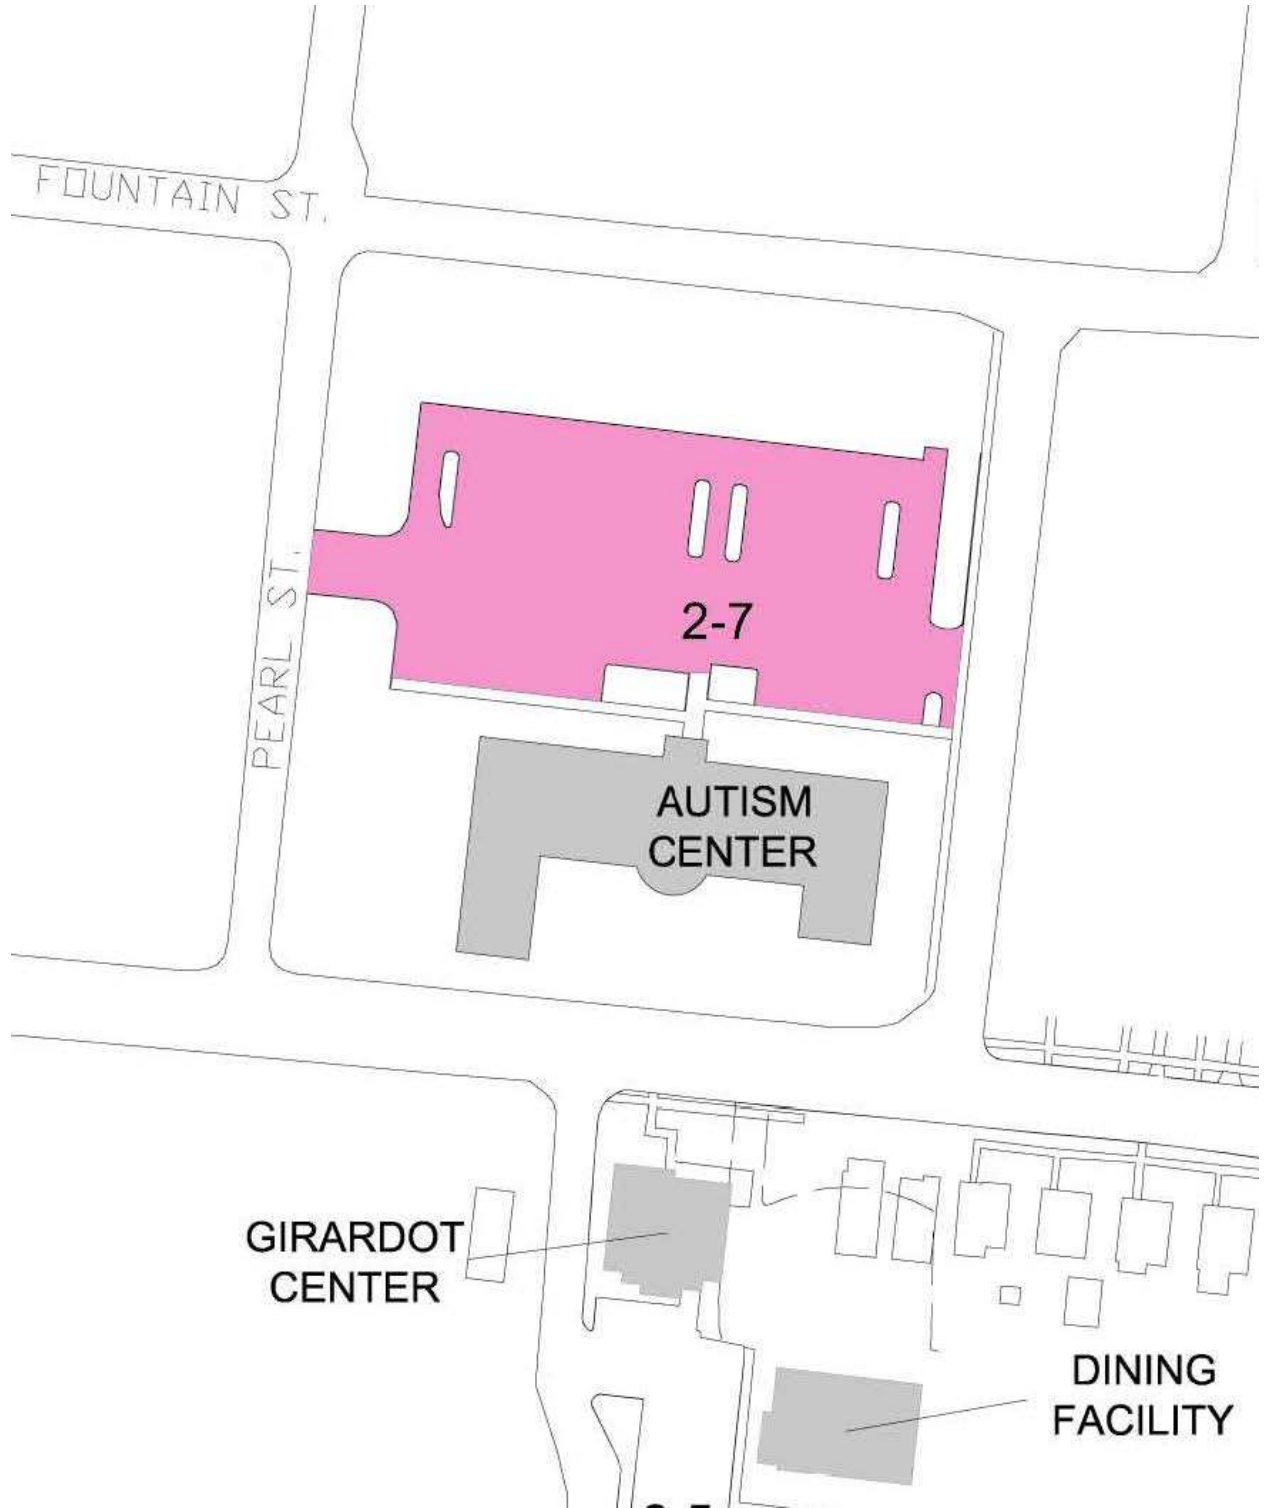 FOUNTAIN ST.
2-7
PEARL ST.
AUTISM
CENTER
GIRARDOT
CENTER
DINING
FACILITY